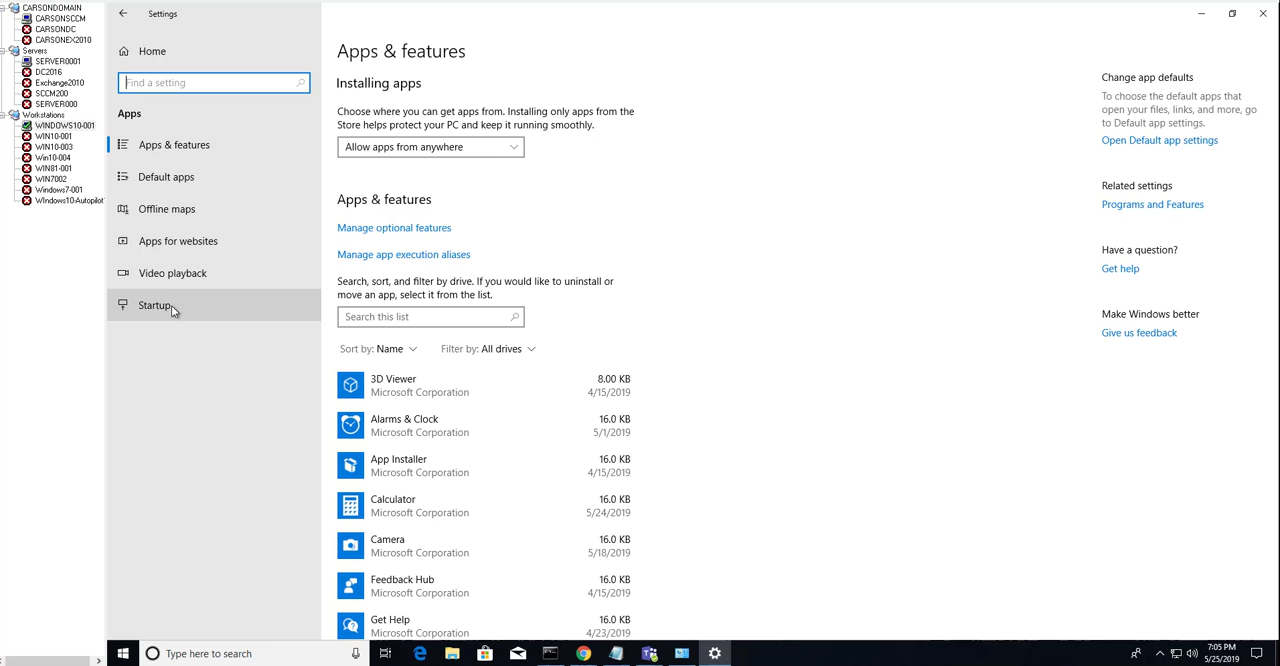 CARSONDOMAIN
CARSONSCCM
CARSONDC
CARSONEX2010
Servers
SERVER0001
DC2016
Exchange2010
SCCM200
SERVER000
Workstations
WINDOWS10-001
WIN10-001
WIN10-003
Win10-004
WIN81-001
WIN7002
Windows7-001
WIndows10-Autopilot
Settings
Home
Find a setting
Apps
Apps & features
Default apps
Offline maps
Apps for websites
Video playback
Startup
Apps & features
Installing apps
Choose where you can get apps from. Installing only apps from the
Store helps protect your PC and keep it running smoothly.
Allow apps from anywhere
Apps & features
Manage optional features
Manage app execution aliases
Search, sort, and filter by drive. If you would like to uninstall or
move an app, select it from the list.
Search this list
Sort by: Name Filter by: All drives
3D Viewer 8.00 KB
Microsoft Corporation 4/15/2019
Alarms & Clock 16.0 KB
Microsoft Corporation 5/1/2019
App Installer 16.0 KB
Microsoft Corporation 4/15/2019
Calculator 16.0 KB
Microsoft Corporation 5/24/2019
Camera 16.0 KB
Microsoft Corporation 5/18/2019
Feedback Hub 16.0 KB
Microsoft Corporation 4/15/2019
Get Help 16.0 KB
Microsoft Corporation 4/23/2019
Change app defaults
To choose the default apps that
open your files, links, and more, go
to Default app settings.
Open Default app settings
Related settings
Programs and Features
Have a question?
Get help
Make Windows better
Give us feedback
Type here to search
7:05 PM
5/25/2019